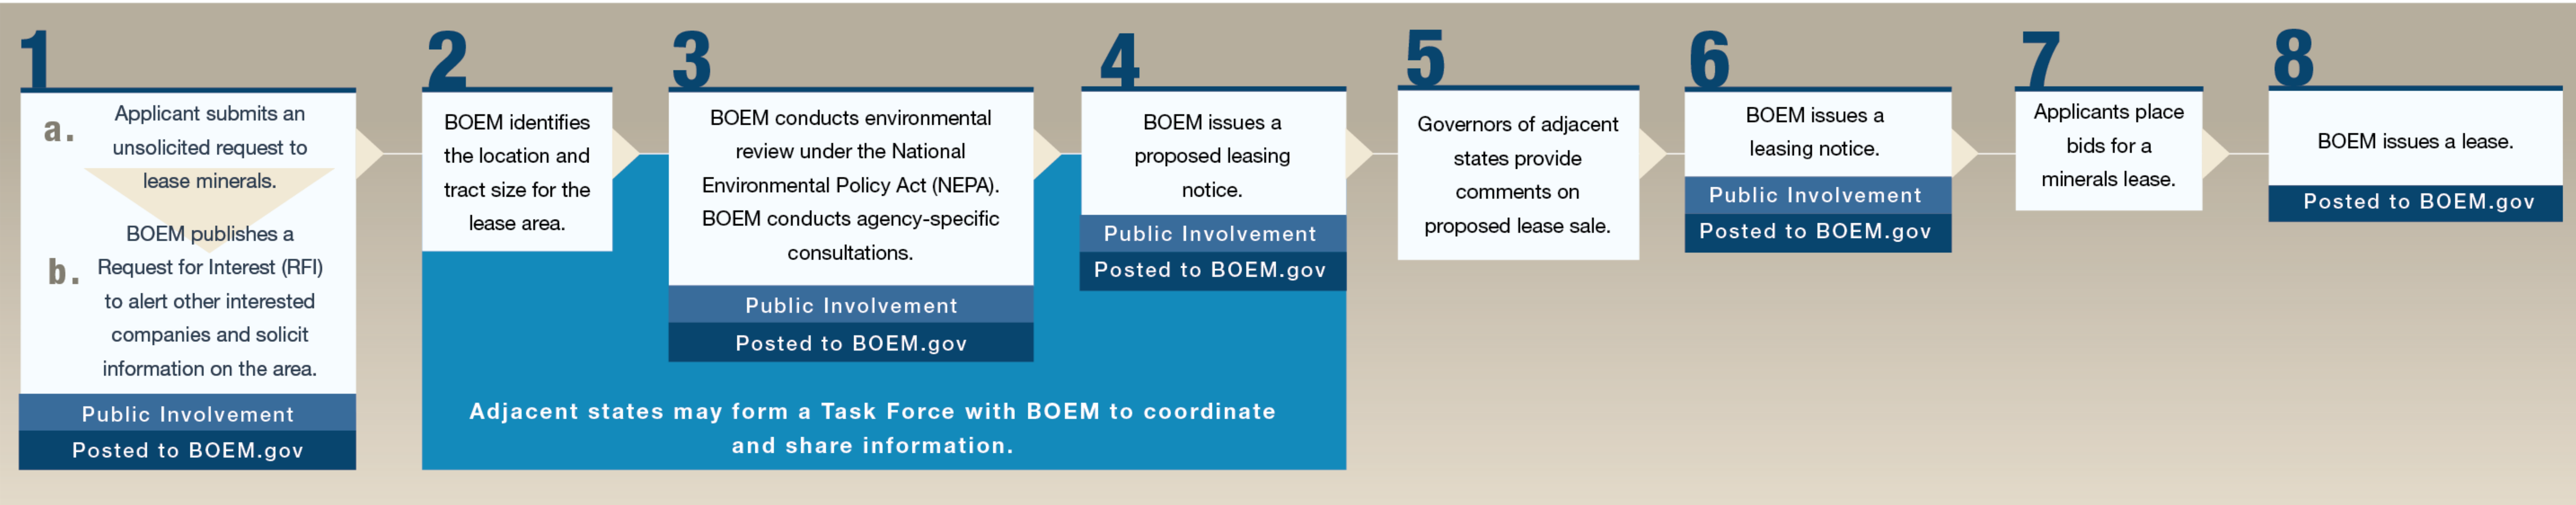 1
a.
Applicant submits an
unsolicited request to
lease minerals.
b.
BOEM publishes a
Request for Interest (RFI)
to alert other interested
companies and solicit
information on the area.
Public Involvement
Posted to BOEM.gov
2
BOEM identifies
the location and
tract size for the
lease area.
3
BOEM conducts environmental
review under the National
Environmental Policy Act (NEPA).
BOEM conducts agency-specific
consultations.
Public Involvement
Posted to BOEM.gov
4
BOEM issues a
proposed leasing
notice.
Public Involvement
Posted to BOEM.gov
Adjacent states may form a Task Force with BOEM to coordinate
and share information.
5
Governors of adjacent
states provide
comments on
proposed lease sale.
6
BOEM issues a
leasing notice.
Public Involvement
Posted to BOEM.gov
7
Applicants place
bids for a
minerals lease.
8
BOEM issues a lease.
Posted to BOEM.gov